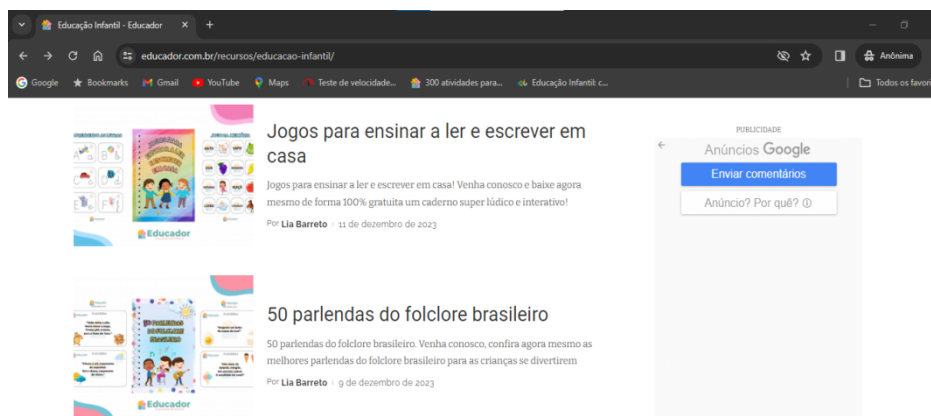 Educação Infantil - Educador
educador.com.br/recursos/educacao-infantil/
Anônima
Google
Bookmarks
Gmail
YouTube
Maps
Teste de velocidade...
300 atividades para...
Educação Infantil: c...
Todos os favori
Jogos para ensinar a ler e escrever em
casa
Jogos para ensinar a ler e escrever em casa! Venha conosco e baixe agora
mesmo de forma 100% gratuita um caderno super lúdico e interativo!
Por Lia Barreto
11 de dezembro de 2023
Educador
50 parlendas do folclore brasileiro
50 parlendas do folclore brasileiro. Venha conosco, confira agora mesmo as
melhores parlendas do folclore brasileiro para as crianças se divertirem
Por Lia Barreto
9 de dezembro de 2023
Educador
PUBLICIDADE
Anúncios Google
Enviar comentários
Anúncio? Por quê?